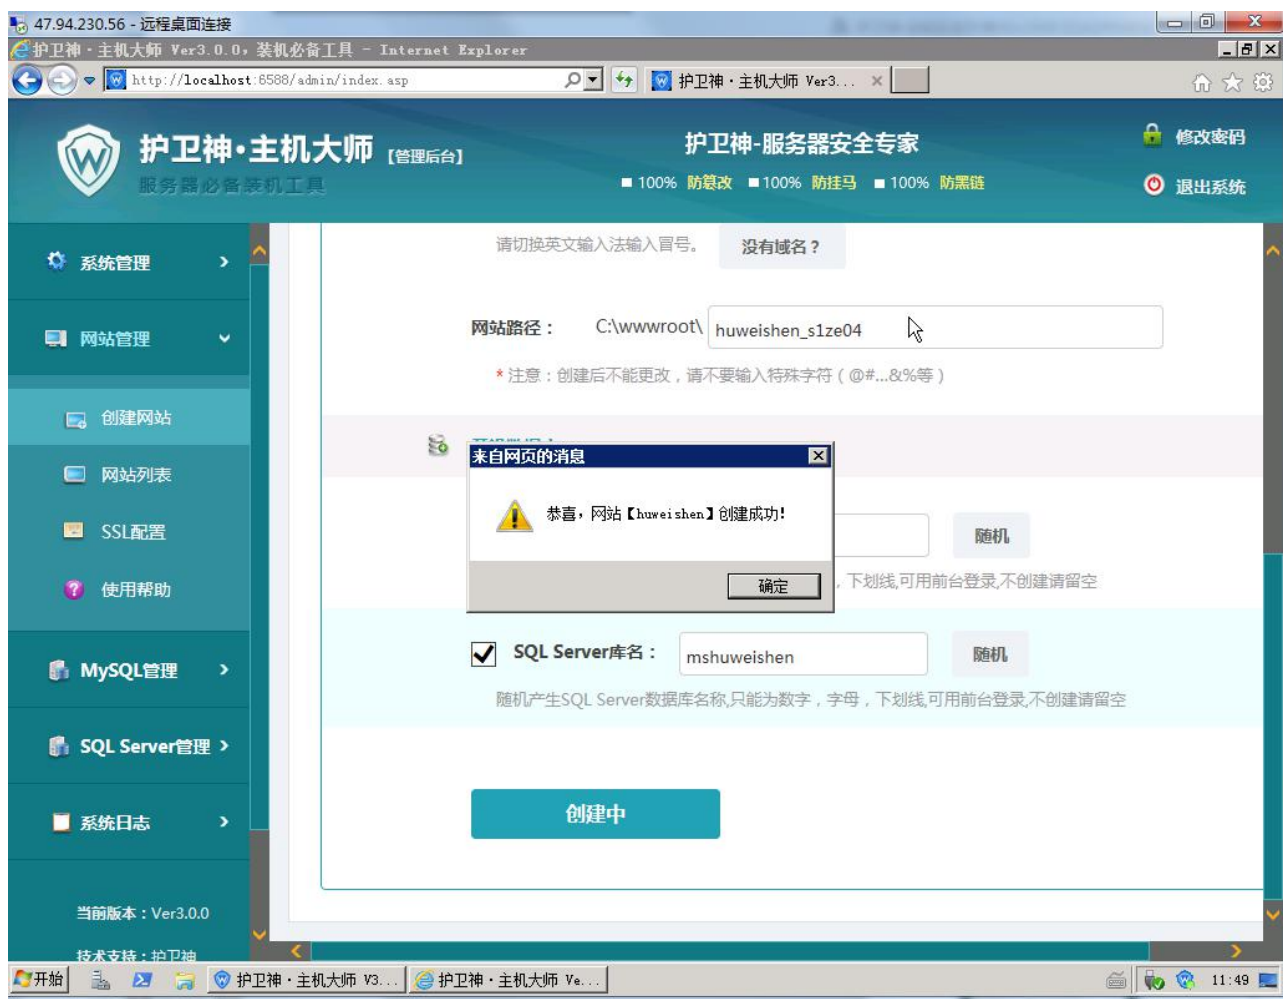 47.94.230.56 - 远程桌面连接
护卫神·主机大师 Ver3.0.0，装机必备工具 - Internet Explorer
http://localhost:6588/admin/index.asp
护卫神·主机大师 Ver3...
护卫神·主机大师 【管理后台】
服务器必备装机工具
护卫神-服务器安全专家
100% 防篡改 100% 防挂马 100% 防黑链
修改密码
退出系统
系统管理
网站管理
创建网站
网站列表
SSL配置
使用帮助
MySQL管理
SQL Server管理
系统日志
当前版本：Ver3.0.0
技术支持：护卫神
请切换英文输入法输入冒号。 没有域名？
网站路径： C:\wwwroot\ huweishen_s1ze04
* 注意：创建后不能更改，请不要输入特殊字符（@#...&%等）
来自网页的消息
恭喜，网站【huweishen】创建成功!
确定
随机
，下划线,可用前台登录,不创建请留空
SQL Server库名： mshuweishen 随机
随机产生SQL Server数据库名称,只能为数字，字母，下划线,可用前台登录,不创建请留空
创建中
开始 护卫神·主机大师 V3... 护卫神·主机大师 Ve... 11:49